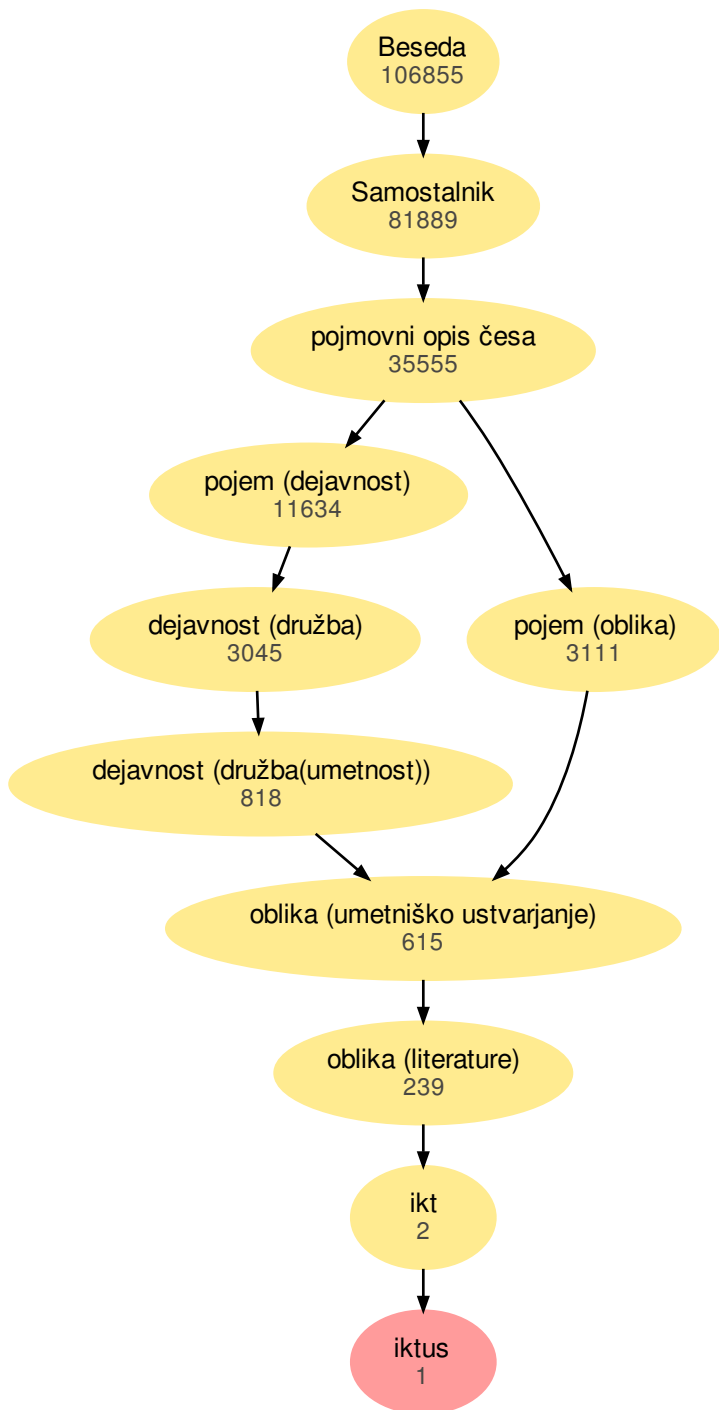 Beseda
106855
Samostalnik
81889
pojmovni opis česa
35555
pojem (dejavnost)
11634
dejavnost (družba)
3045
pojem (oblika)
3111
dejavnost (družba(umetnost))
818
oblika (umetniško ustvarjanje)
615
oblika (literature)
239
ikt
2
iktus
1